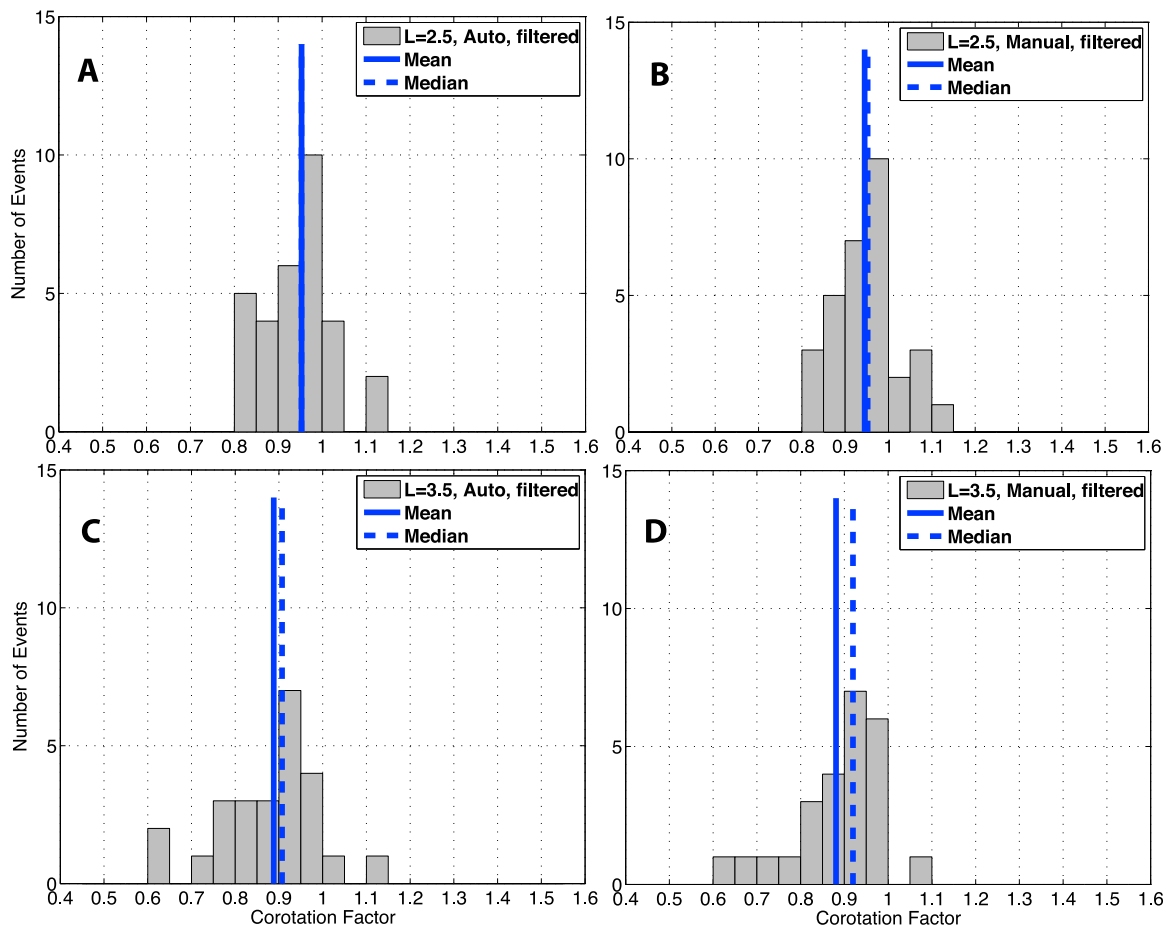 A
15
10
5
0
Number of Events
L=2.5, Auto, filtered
Mean
Median
0.4 0.5 0.6 0.7 0.8 0.9 1 1.1 1.2 1.3 1.4 1.5 1.6
B
15
10
5
0
L=2.5, Manual, filtered
Mean
Median
0.4 0.5 0.6 0.7 0.8 0.9 1 1.1 1.2 1.3 1.4 1.5 1.6
C
15
10
5
0
Number of Events
L=3.5, Auto, filtered
Mean
Median
0.4 0.5 0.6 0.7 0.8 0.9 1 1.1 1.2 1.3 1.4 1.5 1.6
Corotation Factor
D
15
10
5
0
L=3.5, Manual, filtered
Mean
Median
0.4 0.5 0.6 0.7 0.8 0.9 1 1.1 1.2 1.3 1.4 1.5 1.6
Corotation Factor